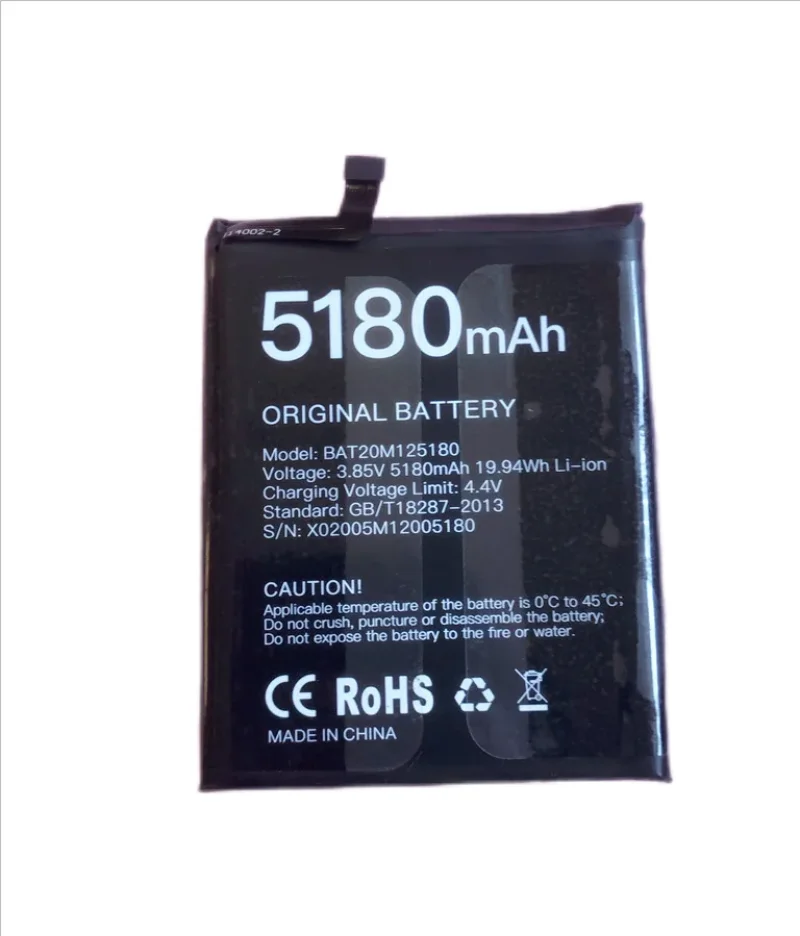 5180mAh
ORIGINAL BATTERY
Model: BAT20M125180
Voltage: 3.85V 5180mAh 19.94Wh Li-ion
Charging Voltage Limit: 4.4V
Standard: GB/T18287-2013
S/N: X02005M12005180
CAUTION!
Applicable temperature of the battery is 0°C to 45°C;
Do not crush, puncture or disassemble the battery;
Do not expose the battery to the fire or water.
CE RoHS
MADE IN CHINA